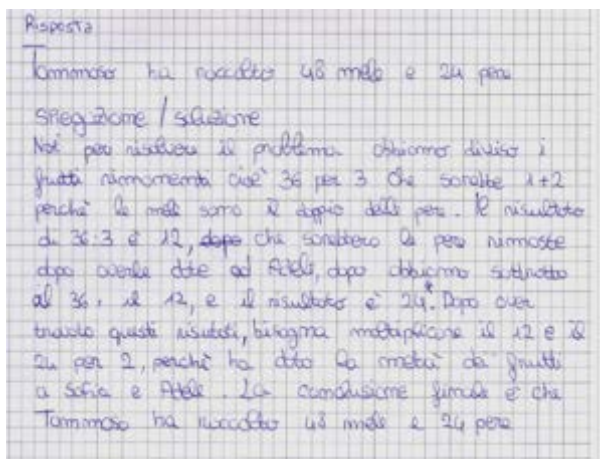 Risposta
Tommaso ha raccolto 48 mele e 24 pere
spiegazione / soluzione
Noi per risolvere il problema abbiamo diviso i
frutti rimanenti cioè 36 per 3 che sarebbe 1+2
perché le mele sono il doppio delle pere. Il risultato
di 36:3 è 12, dopo che sarebbero le pere rimaste
dopo averle date ad Adele, dopo abbiamo sottratto
al 36, il 12, e il risultato è 24*. Dopo aver
trovato questi risultati, bisogna moltiplicare il 12 e il
24 per 2, perché ha dato la metà dei frutti
a Sofia e Adele. La conclusione finale è che
Tommaso ha raccolto 48 mele e 24 pere